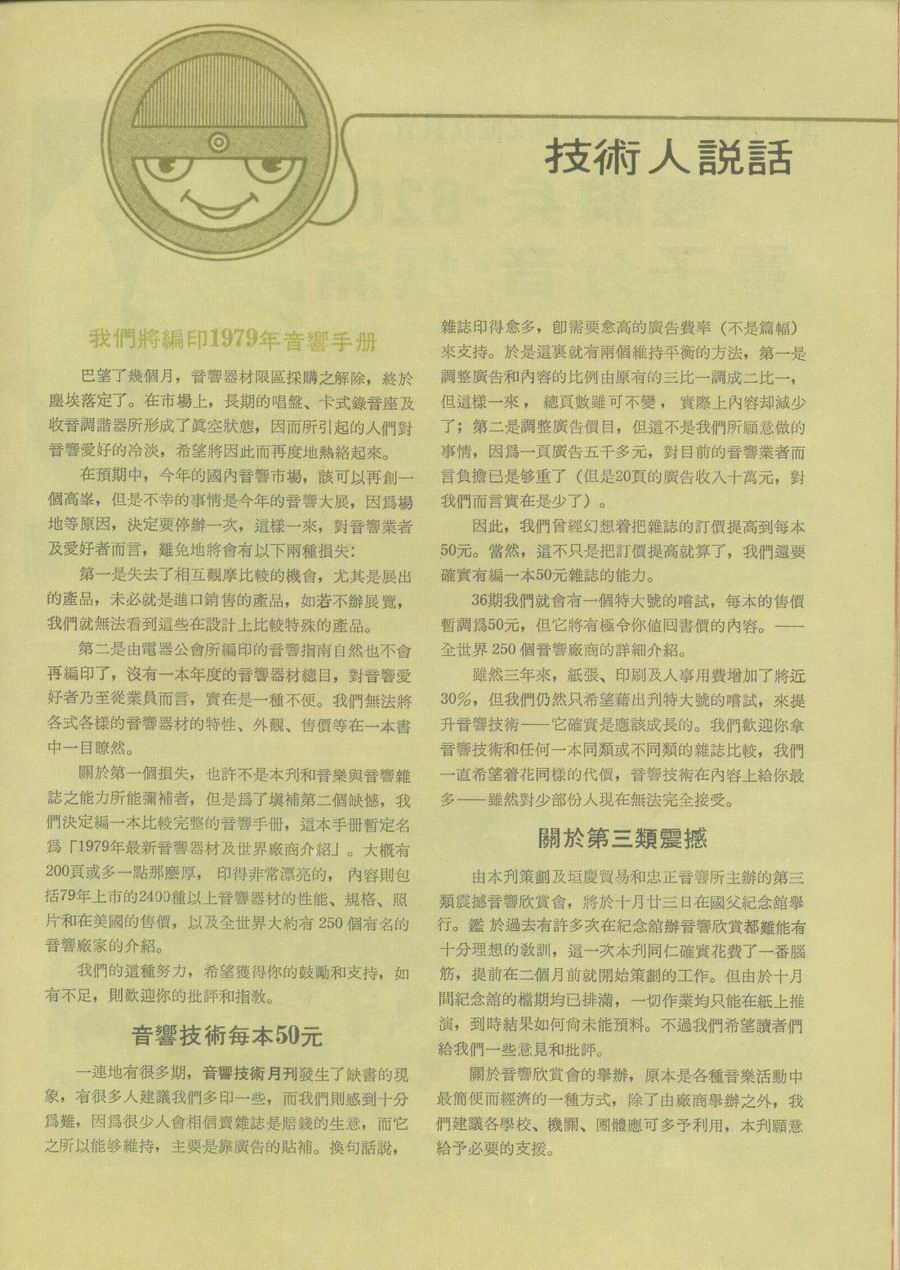 技術人説話
我們將編印1979年音響手册
巴望了幾個月，音響器材限區採購之解除，終於
塵埃落定了。在市場上，長期的唱盤、卡式錄音座及
收音調諧器所形成了眞空狀態，因而所引起的人們對
音響愛好的冷淡，希望將因此而再度地熱絡起來。
在預期中，今年的國內音響市場，該可以再創一
個高峯，但是不幸的事情是今年的音響大展，因爲場
地等原因，決定要停辦一次，這樣一來，對音響業者
及愛好者而言，難免地將會有以下兩種損失：
第一是失去了相互觀摩比較的機會，尤其是展出
的產品，未必就是進口銷售的產品，如若不辦展覽，
我們就無法看到這些在設計上比較特殊的產品。
第二是由電器公會所編印的音響指南自然也不會
再編印了，沒有一本年度的音響器材總目，對音響愛
好者乃至從業員而言，實在是一種不便。我們無法將
各式各樣的音響器材的特性、外觀、售價等在一本書
中一目瞭然。
關於第一個損失，也許不是本刋和音樂與音響雜
誌之能力所能彌補者，但是爲了塡補第二個缺憾，我
們決定編一本比較完整的音響手册，這本手册暫定名
爲「1979年最新音響器材及世界廠商介紹」。大概有
200頁或多一點那麼厚，印得非常漂亮的，內容則包
括79年上市的2400種以上音響器材的性能、規格、照
片和在美國的售價，以及全世界大約有 250 個有名的
音響廠家的介紹。
我們的這種努力，希望獲得你的鼓勵和支持，如
有不足，則歡迎你的批評和指敎。
音響技術每本50元
一連地有很多期，音響技術月刋發生了缺書的現
象，有很多人建議我們多印一些，而我們則感到十分
爲難，因爲很少人會相信賣雜誌是賠錢的生意，而它
之所以能够維持，主要是靠廣告的貼補。換句話說，
雜誌印得愈多，卽需要愈高的廣告費率（不是篇幅）
來支持。於是這裏就有兩個維持平衡的方法，第一是
調整廣告和內容的比例由原有的三比一調成二比一，
但這樣一來，總頁數雖可不變，實際上內容却減少
了；第二是調整廣告價目，但這不是我們所願意做的
事情，因爲一頁廣告五千多元，對目前的音響業者而
言負擔已是够重了（但是20頁的廣告收入十萬元，對
我們而言實在是少了）。
因此，我們曾經幻想着把雜誌的訂價提高到每本
50元。當然，這不只是把訂價提高就算了，我們還要
確實有編一本50元雜誌的能力。
36期我們就會有一個特大號的嚐試，每本的售價
暫調爲50元，但它將有極令你値囘書價的內容。——
全世界 250 個音響廠商的詳細介紹。
雖然三年來，紙張、印刷及人事用費增加了將近
30%，但我們仍然只希望藉出刋特大號的嚐試，來提
升音響技術——它確實是應該成長的。我們歡迎你拿
音響技術和任何一本同類或不同類的雜誌比較，我們
一直希望着花同樣的代價，音響技術在內容上給你最
多——雖然對少部份人現在無法完全接受。
關於第三類震撼
由本刋策劃及垣慶貿易和忠正音響所主辦的第三
類震撼音響欣賞會，將於十月廿三日在國父紀念舘舉
行。鑑於過去有許多次在紀念舘辦音響欣賞都難能有
十分理想的敎訓，這一次本刋同仁確實花費了一番腦
筋，提前在二個月前就開始策劃的工作。但由於十月
間紀念舘的檔期均已排滿，一切作業均只能在紙上推
演，到時結果如何尙未能預料。不過我們希望讀者們
給我們一些意見和批評。
關於音響欣賞會的舉辦，原本是各種音樂活動中
最簡便而經濟的一種方式，除了由廠商舉辦之外，我
們建議各學校、機關、團體應可多予利用，本刋願意
給予必要的支援。